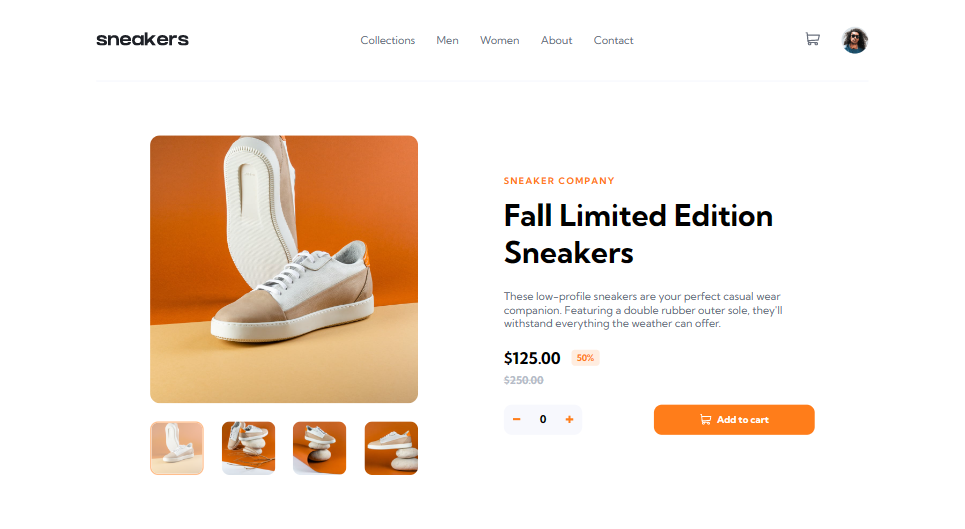 sneakers
Collections Men Women About Contact
SNEAKER COMPANY
Fall Limited Edition
Sneakers
These low-profile sneakers are your perfect casual wear
companion. Featuring a double rubber outer sole, they'll
withstand everything the weather can offer.
$125.00 50%
$250.00
0 Add to cart